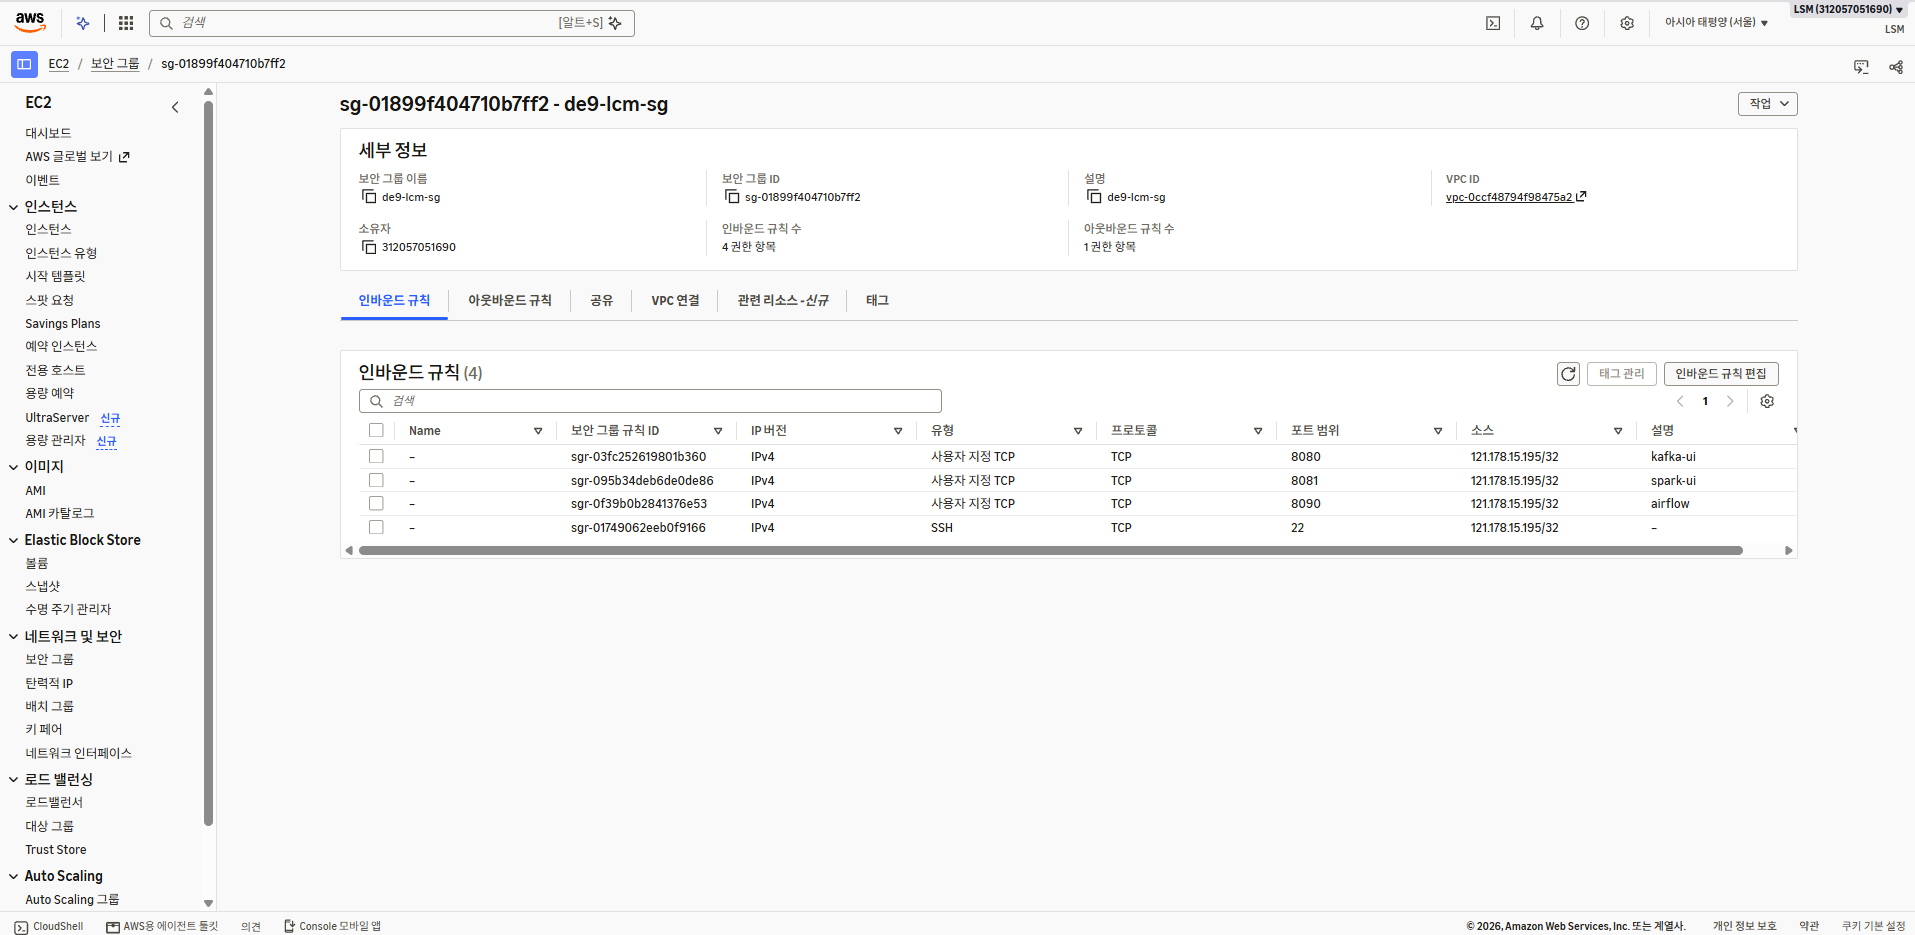 aws
검색 [알트+S]
아시아 태평양 (서울) ▼
LSM (312057051690) ▼
LSM
EC2 / 보안 그룹 / sg-01899f404710b7ff2
EC2
대시보드
AWS 글로벌 보기
이벤트
인스턴스
인스턴스
인스턴스 유형
시작 템플릿
스팟 요청
Savings Plans
예약 인스턴스
전용 호스트
용량 예약
UltraServer 신규
용량 관리자 신규
이미지
AMI
AMI 카탈로그
Elastic Block Store
볼륨
스냅샷
수명 주기 관리자
네트워크 및 보안
보안 그룹
탄력적 IP
배치 그룹
키 페어
네트워크 인터페이스
로드 밸런싱
로드밸런서
대상 그룹
Trust Store
Auto Scaling
Auto Scaling 그룹
sg-01899f404710b7ff2 - de9-lcm-sg
작업
세부 정보
보안 그룹 이름
de9-lcm-sg
보안 그룹 ID
sg-01899f404710b7ff2
설명
de9-lcm-sg
VPC ID
vpc-0ccf48794f98475a2
소유자
312057051690
인바운드 규칙 수
4 권한 항목
아웃바운드 규칙 수
1 권한 항목
인바운드 규칙 아웃바운드 규칙 공유 VPC 연결 관련 리소스 - 신규 태그
인바운드 규칙 (4)
태그 관리 인바운드 규칙 편집
검색
1
Name 보안 그룹 규칙 ID IP 버전 유형 프로토콜 포트 범위 소스 설명
– sgr-03fc252619801b360 IPv4 사용자 지정 TCP TCP 8080 121.178.15.195/32 kafka-ui
– sgr-095b34deb6de0de86 IPv4 사용자 지정 TCP TCP 8081 121.178.15.195/32 spark-ui
– sgr-0f39b0b2841376e53 IPv4 사용자 지정 TCP TCP 8090 121.178.15.195/32 airflow
– sgr-01749062eeb0f9166 IPv4 SSH TCP 22 121.178.15.195/32 –
CloudShell AWS용 에이전트 툴킷 의견 Console 모바일 앱
© 2026, Amazon Web Services, Inc. 또는 계열사. 개인 정보 보호 약관 쿠키 기본 설정